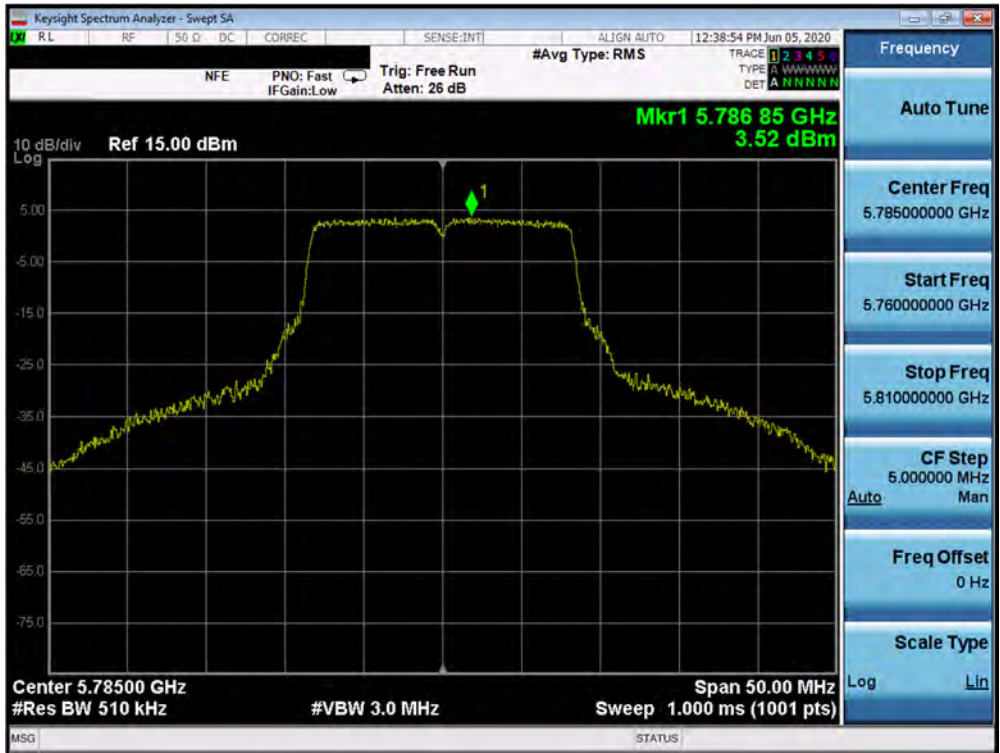 Keysight Spectrum Analyzer - Swept SA
LXI RL RF 50 Ω DC CORREC SENSE:INT ALIGN AUTO 12:38:54 PM Jun 05, 2020
Frequency
#Avg Type: RMS
TRACE 1 2 3 4 5 6
NFE PNO: Fast Trig: Free Run
TYPE A WWWWW
IFGain:Low Atten: 26 dB
DET A N N N N N
Auto Tune
Mkr1 5.786 85 GHz
3.52 dBm
10 dB/div Ref 15.00 dBm
Log
1
5.00
-5.00
-15.0
-25.0
-35.0
-45.0
-55.0
-65.0
-75.0
Center Freq
5.785000000 GHz
Start Freq
5.760000000 GHz
Stop Freq
5.810000000 GHz
CF Step
5.000000 MHz
Auto Man
Freq Offset
0 Hz
Scale Type
Log Lin
Center 5.78500 GHz Span 50.00 MHz
#Res BW 510 kHz #VBW 3.0 MHz Sweep 1.000 ms (1001 pts)
MSG STATUS